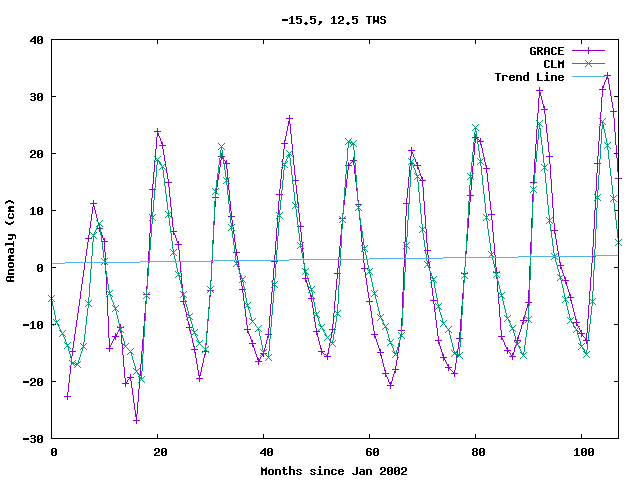 -15.5, 12.5 TWS
GRACE
CLM
Trend Line
40
30
20
10
0
-10
-20
-30
Anomaly (cm)
0 20 40 60 80 100
Months since Jan 2002